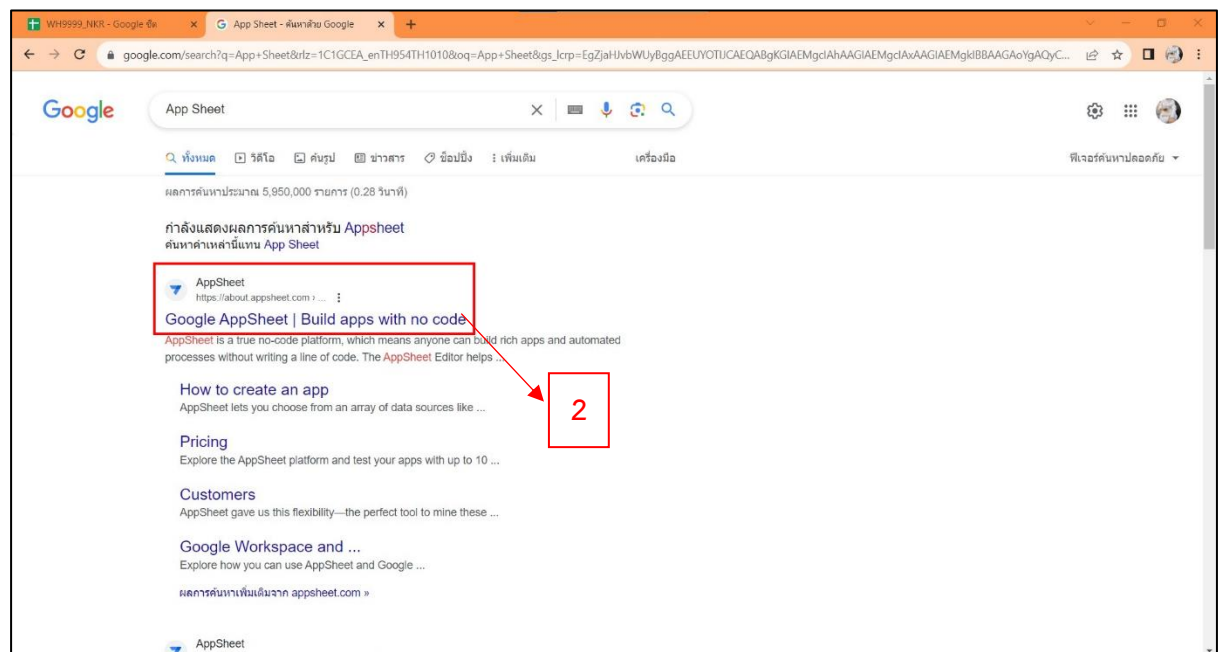 WH9999_NKR - Google ชีต
App Sheet - ค้นหาด้วย Google
google.com/search?q=App+Sheet&rlz=1C1GCEA_enTH954TH1010&oq=App+Sheet&gs_lcrp=
App Sheet
Google
ทั้งหมด วิดีโอ ค้นรูป ข่าวสาร ช็อปปิ้ง เพิ่มเติม เครื่องมือ ฟีเจอร์ค้นหาปลอดภัย
ผลการค้นหาประมาณ 5,950,000 รายการ (0.28 วินาที)
กำลังแสดงผลการค้นหาสำหรับ Appsheet
ค้นหาคำเหล่านี้แทน App Sheet
AppSheet
https://about.appsheet.com › ...
Google AppSheet | Build apps with no code
AppSheet is a true no-code platform, which means anyone can build rich apps and automated
processes without writing a line of code. The AppSheet Editor helps ...
2
How to create an app
AppSheet lets you choose from an array of data sources like ...
Pricing
Explore the AppSheet platform and test your apps with up to 10 ...
Customers
AppSheet gave us this flexibility—the perfect tool to mine these ...
Google Workspace and ...
Explore how you can use AppSheet and Google ...
ผลการค้นหาเพิ่มเติมจาก appsheet.com »
AppSheet